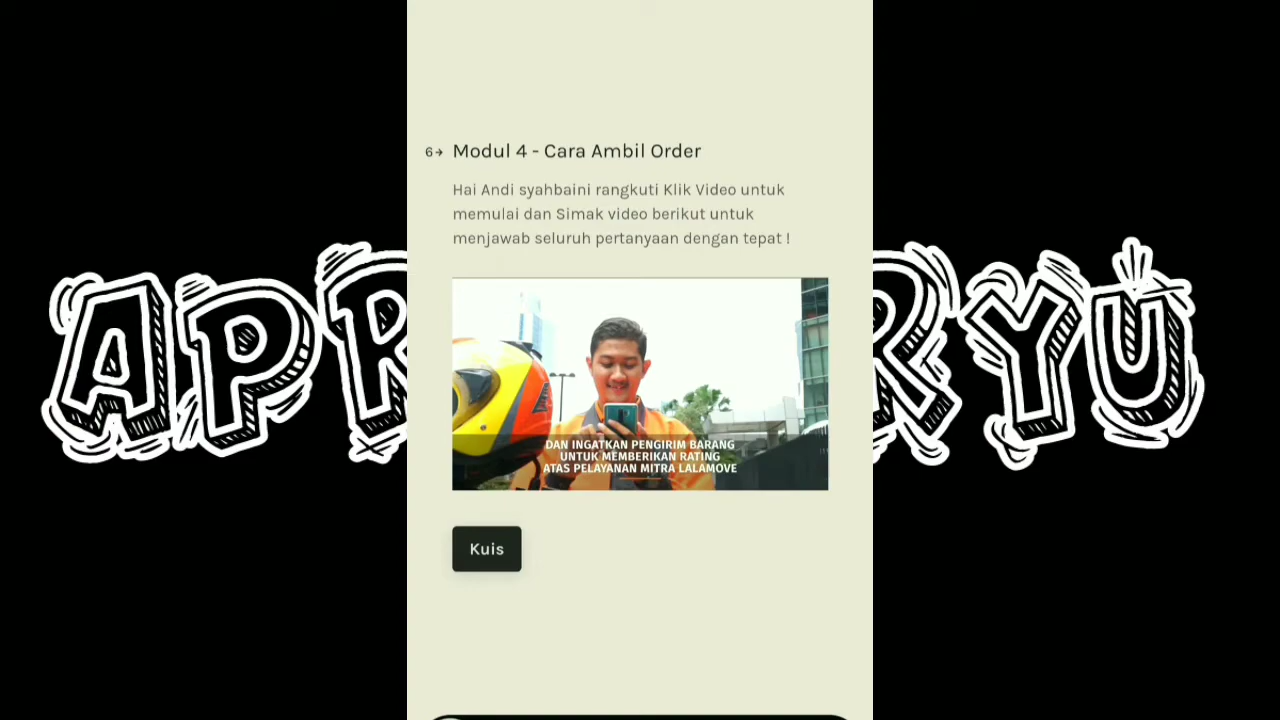 6→ Modul 4 - Cara Ambil Order
Hai Andi syahbaini rangkuti Klik Video untuk
memulai dan Simak video berikut untuk
menjawab seluruh pertanyaan dengan tepat !
DAN INGATKAN PENGIRIM BARANG
UNTUK MEMBERIKAN RATING
ATAS PELAYANAN MITRA LALAMOVE
Kuis